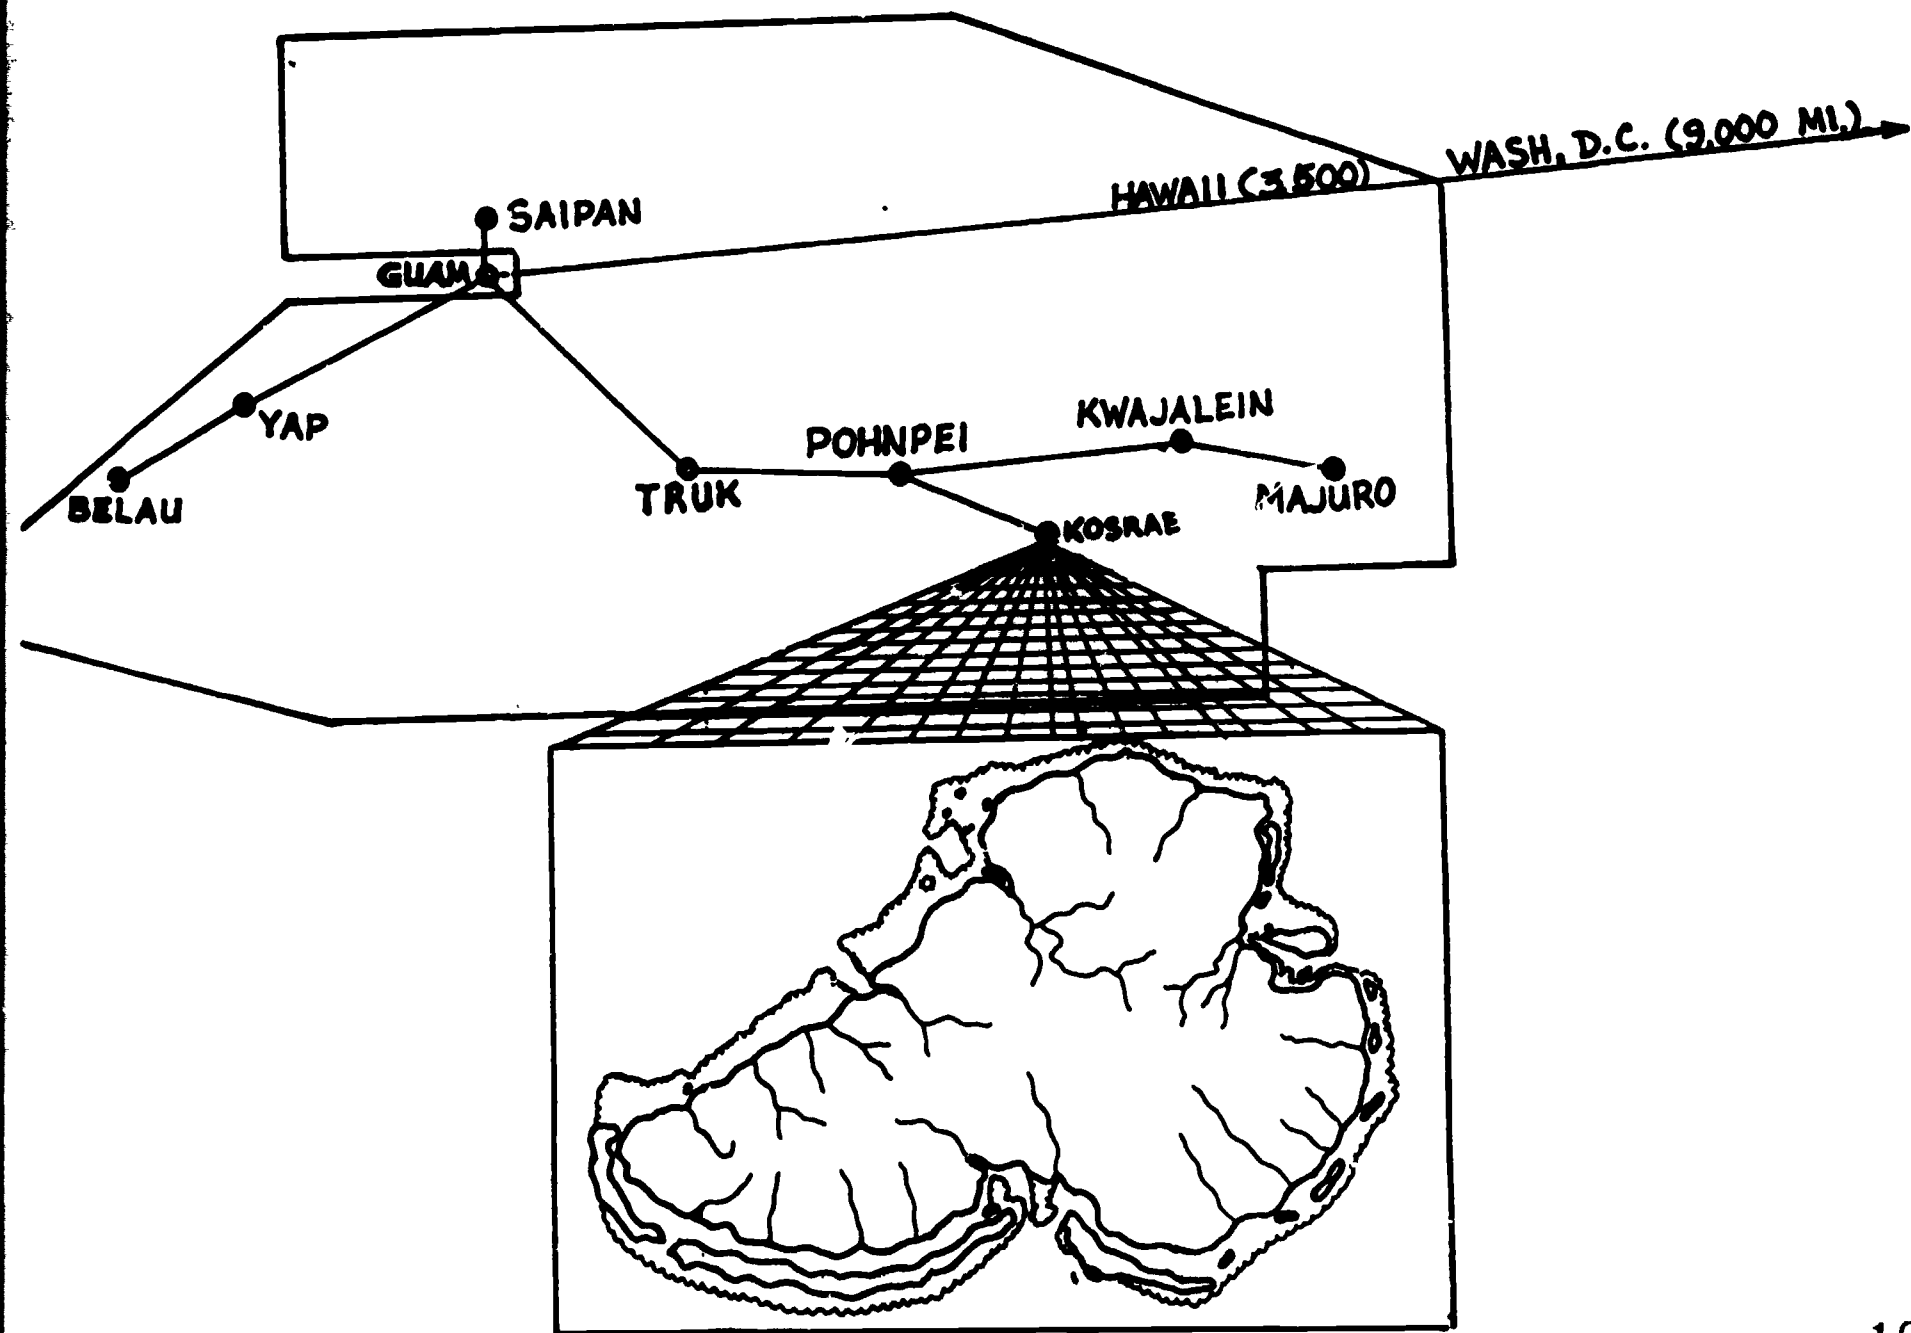 WASH. D.C. (9,000 MI.)
HAWAII (3,500)
SAIPAN
GUAM
YAP
BELAU
TRUK
POHNPEI
KWAJALEIN
MAJURO
KOSRAE